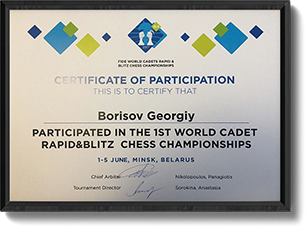 FIDE WORLD CADETS RAPID &
BLITZ CHESS CHAMPIONSHIPS
CERTIFICATE OF PARTICIPATION
THIS IS TO CERTIFY THAT
Borisov Georgiy
PARTICIPATED IN THE 1ST WORLD CADET
RAPID&BLITZ CHESS CHAMPIONSHIPS
1-5 JUNE, MINSK, BELARUS
Chief Arbiter Nikolopoulos, Panagiotis
Tournament Director Sorokina, Anastasia